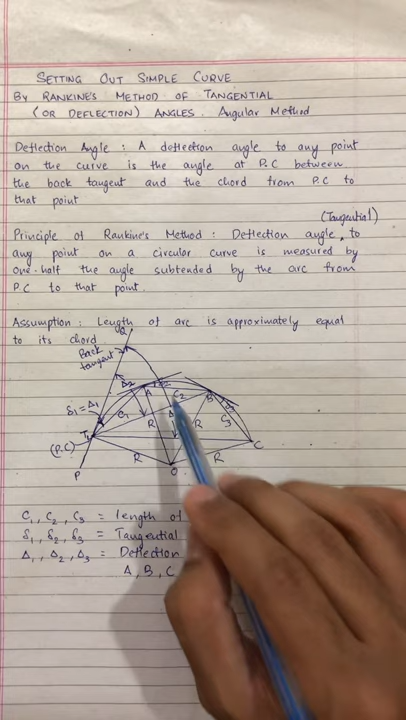 SETTING OUT SIMPLE CURVE
BY RANKINE'S METHOD OF TANGENTIAL
(OR DEFLECTION) ANGLES. Angular Method
Deflection Angle : A deflection angle to any point
on the curve is the angle at P.C between
the back tangent and the chord from P.C to
that point
(Tangential)
Principle of Rankine's Method : Deflection angle, to
any point on a circular curve is measured by
one-half the angle subtended by the arc from
P.C to that point.
Assumption : Length of arc is approximately equal
to its chord
Back
tangent
Δ2
A
C2
B
δ1=Δ1
C1
R
R
C3
T1
(P.C)
C
R
R
O
P
C1, C2, C3 = length of
δ1, δ2, δ3 = Tangential
Δ1, Δ2, Δ3 = Deflection
A, B, C